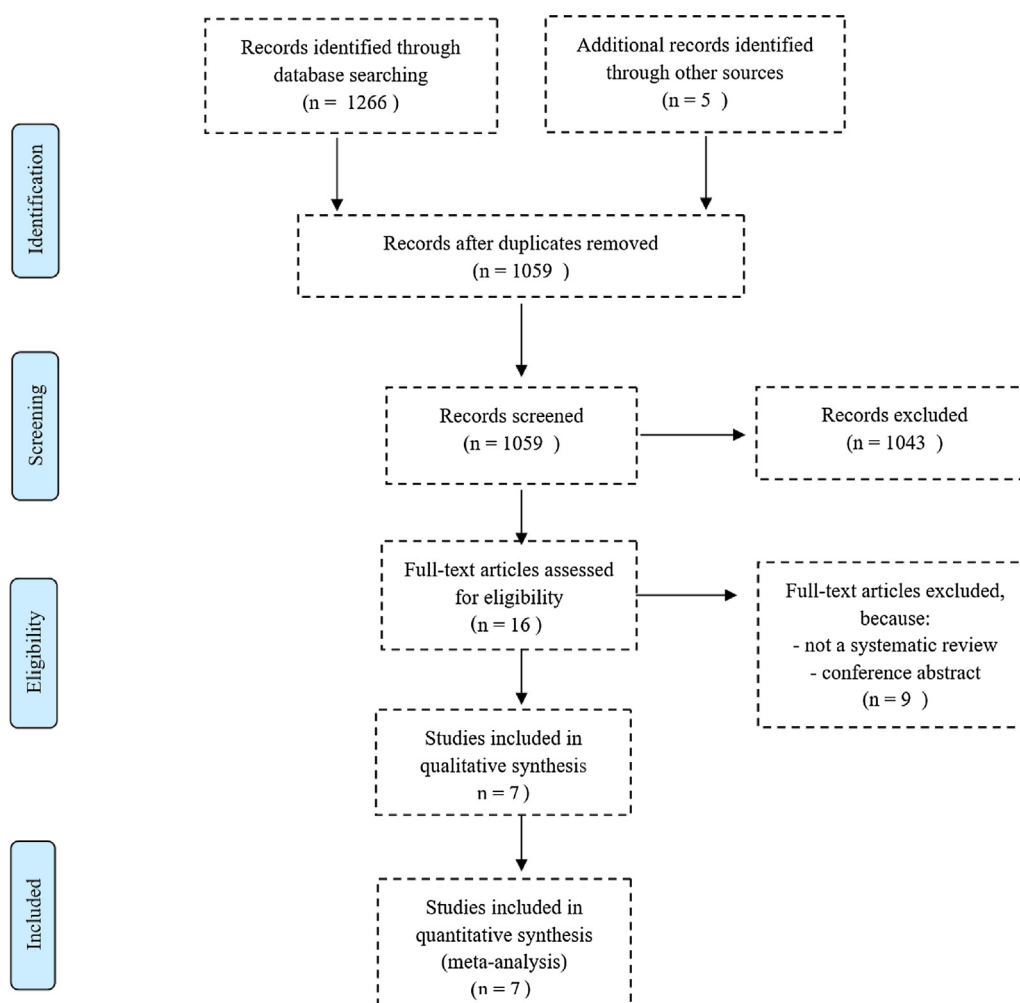 Records identified through
database searching
(n = 1266 )
Additional records identified
through other sources
(n = 5 )
Identification
Records after duplicates removed
(n = 1059 )
Screening
Records screened
(n = 1059 )
Records excluded
(n = 1043 )
Eligibility
Full-text articles assessed
for eligibility
(n = 16 )
Full-text articles excluded,
because:
- not a systematic review
- conference abstract
(n = 9 )
Studies included in
qualitative synthesis
n = 7 )
Included
Studies included in
quantitative synthesis
(meta-analysis)
(n = 7 )